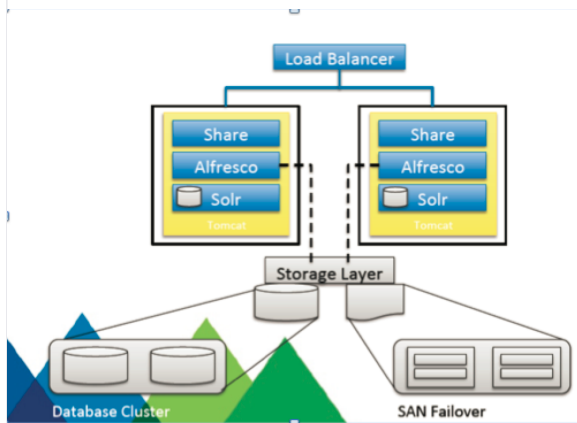 Load Balancer
Share
Alfresco
Solr
Tomcat
Share
Alfresco
Solr
Tomcat
Storage Layer
Database Cluster
SAN Failover